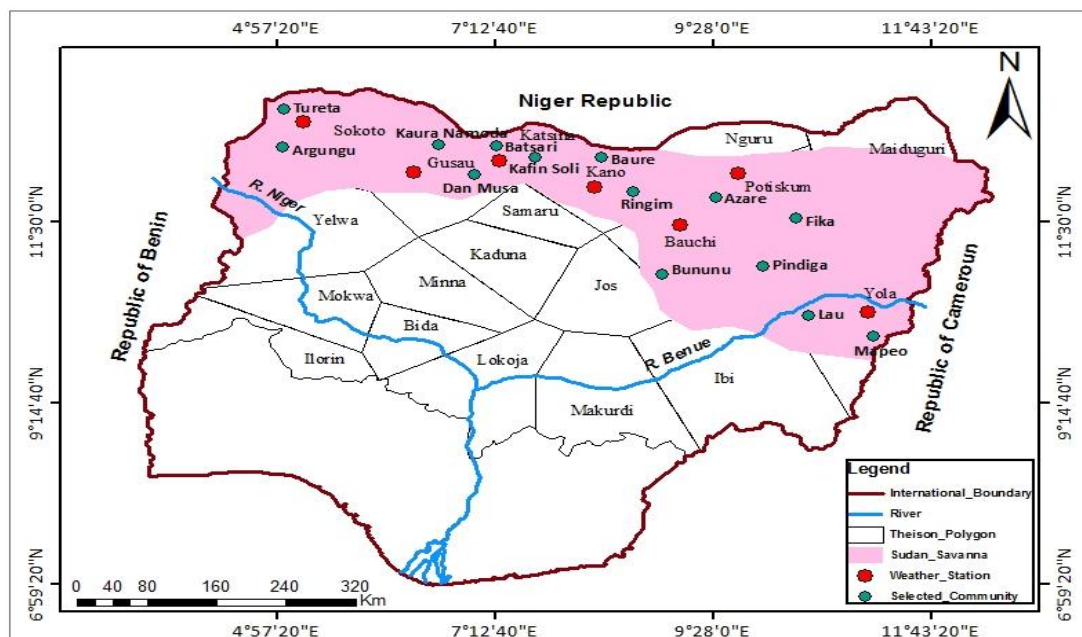 4°57'20"E 7°12'40"E 9°28'0"E 11°43'20"E
N
Niger Republic
Tureta
Sokoto
Kaura Namoda
Katsina
Batsari
Nguru
Maiduguri
Argungu
Gusau
Kafin Soli
Baure
Kano
Dan Musa
Ringim
Potiskum
Azare
R. Niger
Samaru
Fika
11°30'0"N
11°30'0"N
Yelwa
Bauchi
Kaduna
Pindiga
Bununu
Jos
Minna
Republic of Benin
Mokwa
Yola
Bida
Lau
Republic of Cameroun
Ilorin
Lokoja
R. Benue
Mapeo
Ibi
9°14'40"N
9°14'40"N
Makurdi
Legend
International_Boundary
River
Theison_Polygon
Sudan_Savanna
Weather_Station
Selected_Community
0 40 80 160 240 320
Km
6°59'20"N
6°59'20"N
4°57'20"E 7°12'40"E 9°28'0"E 11°43'20"E